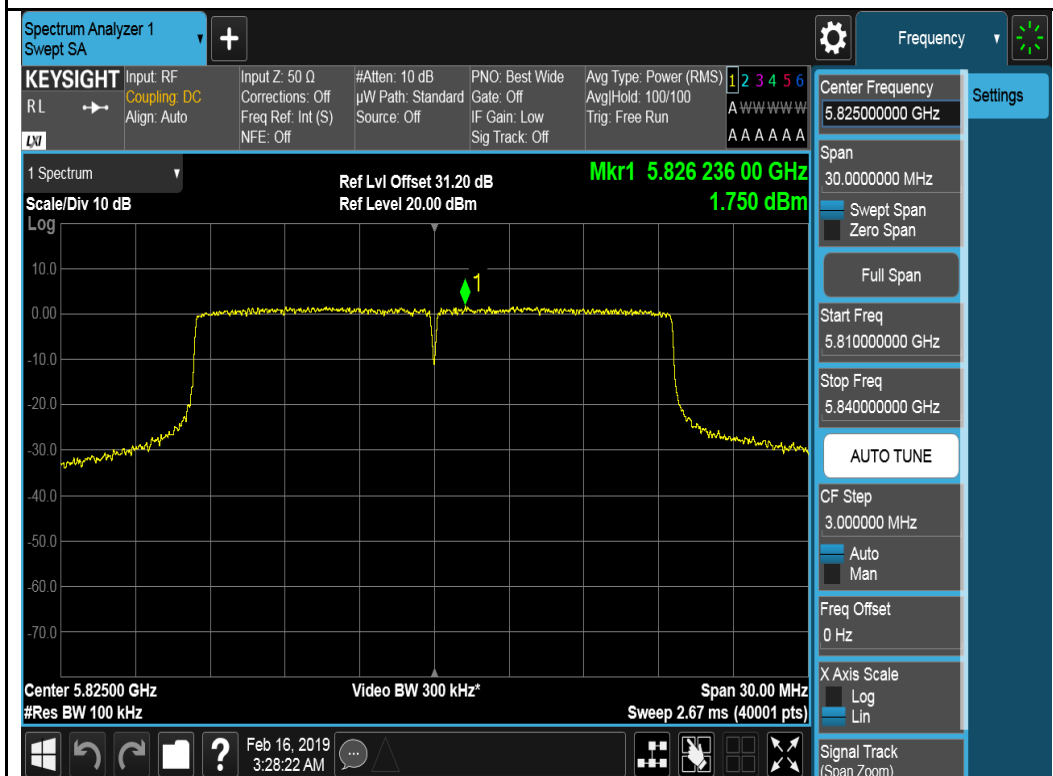 Spectrum Analyzer 1
Swept SA
+
Frequency
KEYSIGHT
RL
LXI
Input: RF
Coupling: DC
Align: Auto
Input Z: 50 Ω
Corrections: Off
Freq Ref: Int (S)
NFE: Off
#Atten: 10 dB
µW Path: Standard
Source: Off
PNO: Best Wide
Gate: Off
IF Gain: Low
Sig Track: Off
Avg Type: Power (RMS)
Avg|Hold: 100/100
Trig: Free Run
1 2 3 4 5 6
A W W W W W
A A A A A A
Settings
1 Spectrum
Scale/Div 10 dB
Log
Ref Lvl Offset 31.20 dB
Ref Level 20.00 dBm
Mkr1 5.826 236 00 GHz
1.750 dBm
1
10.0
0.00
-10.0
-20.0
-30.0
-40.0
-50.0
-60.0
-70.0
Center 5.82500 GHz
#Res BW 100 kHz
Video BW 300 kHz*
Span 30.00 MHz
Sweep 2.67 ms (40001 pts)
Center Frequency
5.825000000 GHz
Span
30.0000000 MHz
Swept Span
Zero Span
Full Span
Start Freq
5.810000000 GHz
Stop Freq
5.840000000 GHz
AUTO TUNE
CF Step
3.000000 MHz
Auto
Man
Freq Offset
0 Hz
X Axis Scale
Log
Lin
Signal Track
(Span Zoom)
?
Feb 16, 2019
3:28:22 AM